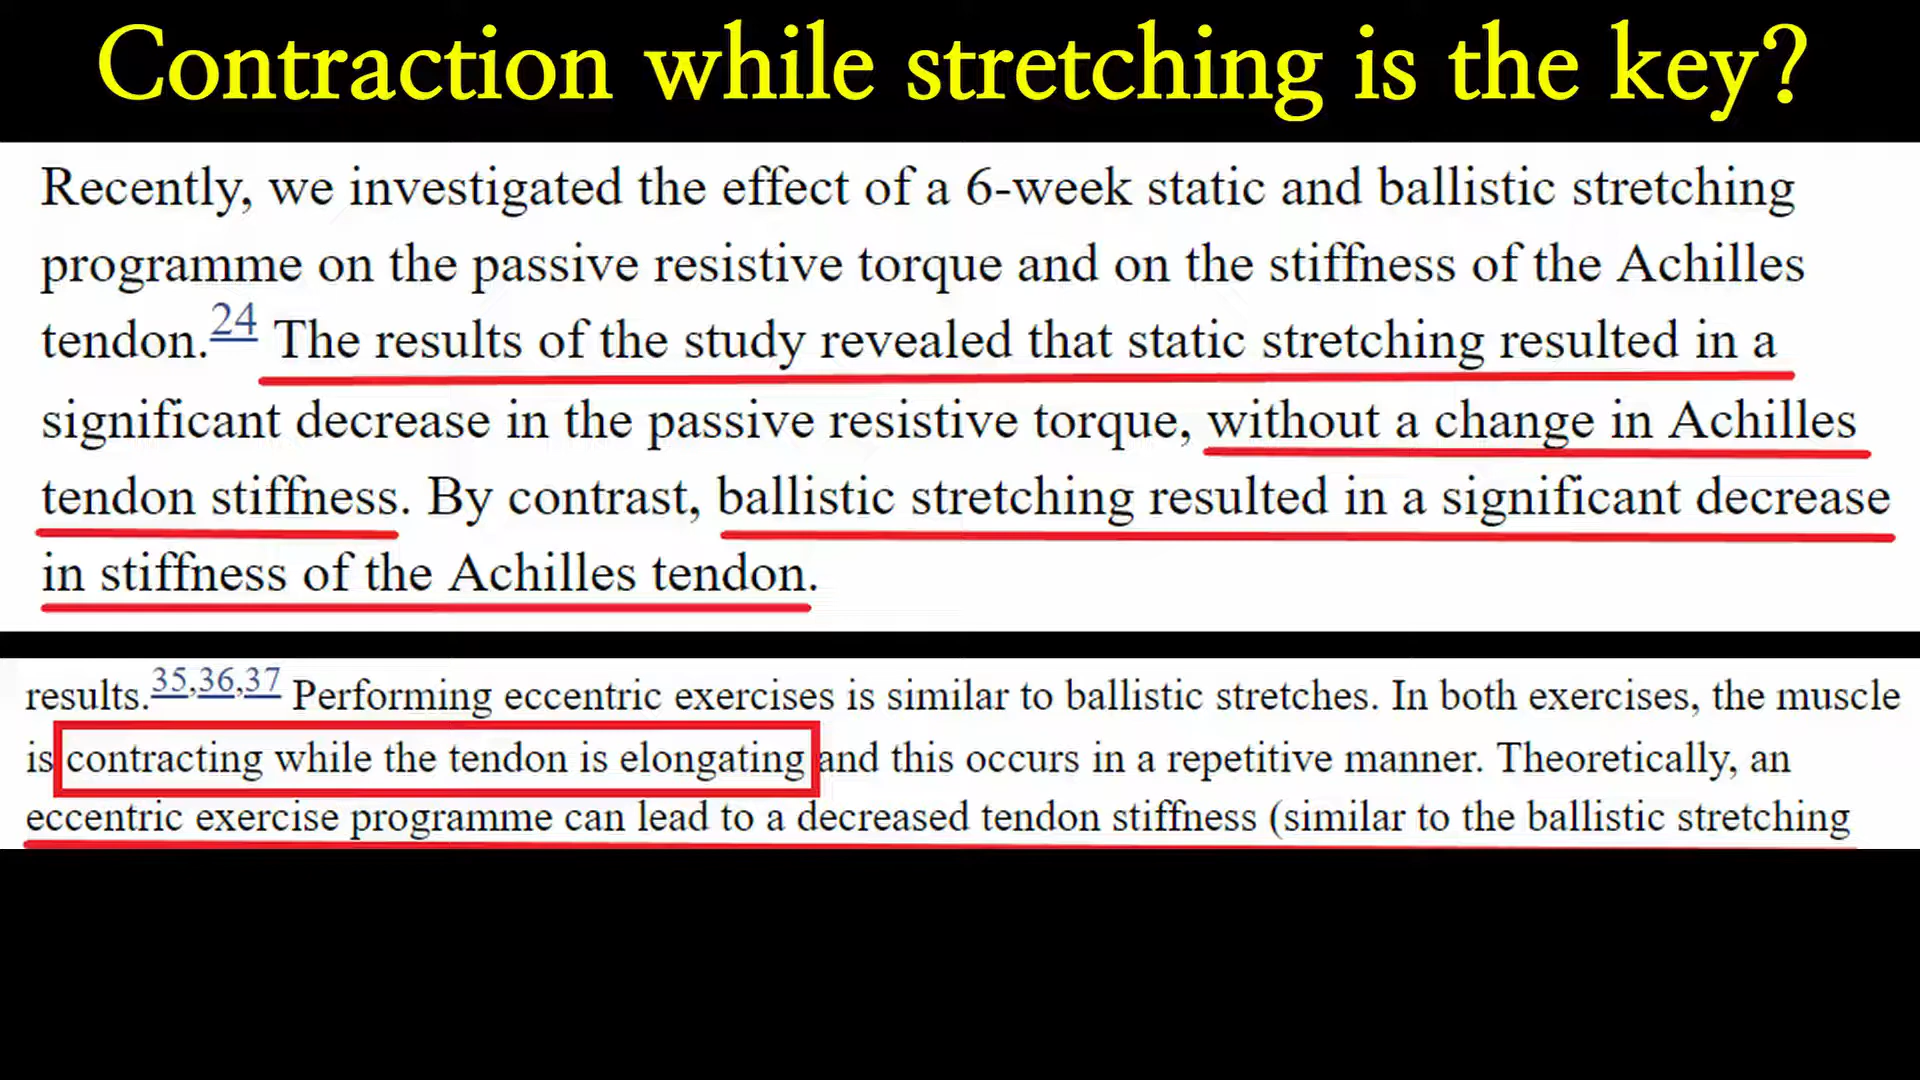 Contraction while stretching is the key?
Recently, we investigated the effect of a 6-week static and ballistic stretching
programme on the passive resistive torque and on the stiffness of the Achilles
tendon.24 The results of the study revealed that static stretching resulted in a
significant decrease in the passive resistive torque, without a change in Achilles
tendon stiffness. By contrast, ballistic stretching resulted in a significant decrease
in stiffness of the Achilles tendon.
results.35,36,37 Performing eccentric exercises is similar to ballistic stretches. In both exercises, the muscle
is contracting while the tendon is elongating and this occurs in a repetitive manner. Theoretically, an
eccentric exercise programme can lead to a decreased tendon stiffness (similar to the ballistic stretching